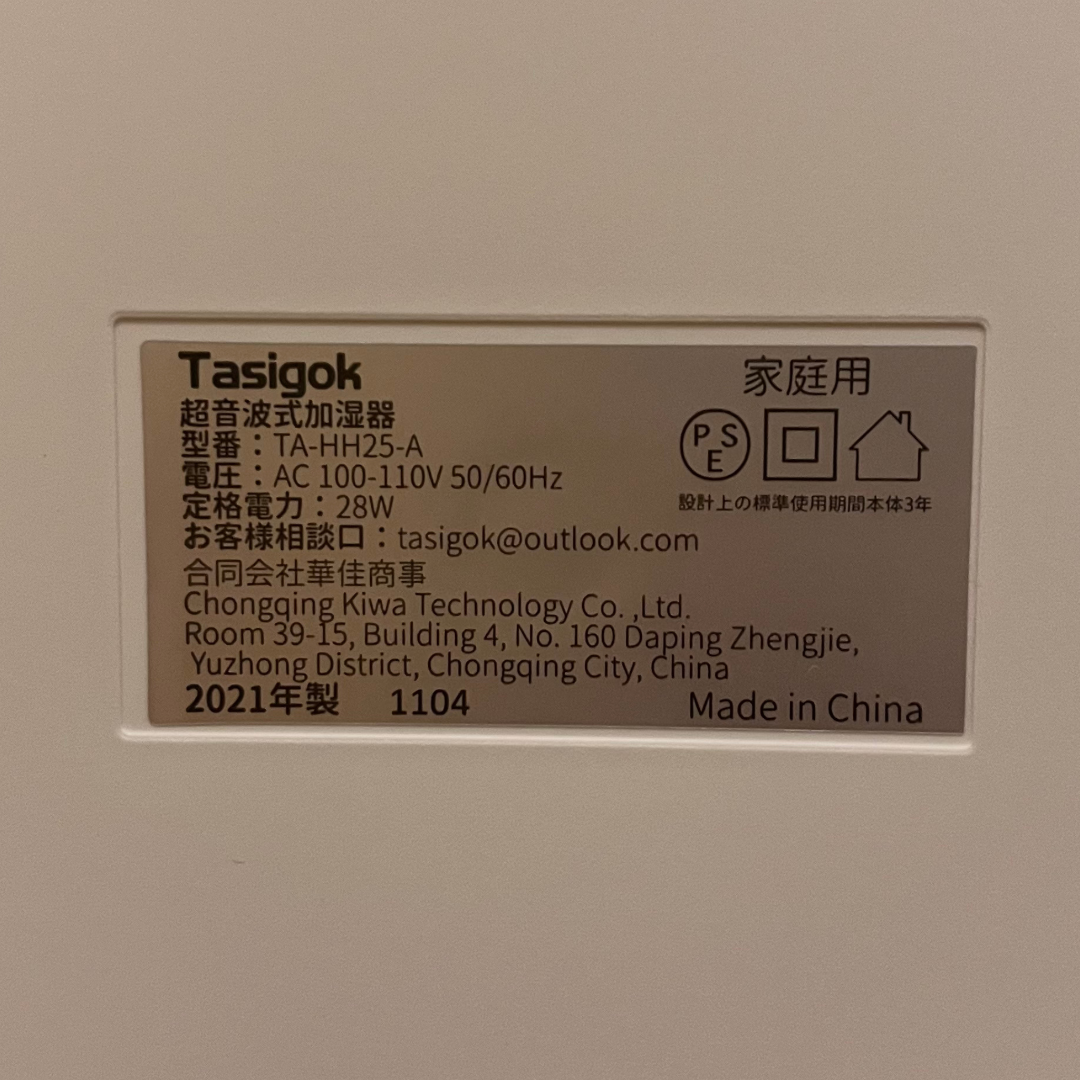 Tasigok
家庭用
超音波式加湿器
型番：TA-HH25-A
電圧：AC 100-110V 50/60Hz
定格電力：28W
PSE
設計上の標準使用期間本体3年
お客様相談口：tasigok@outlook.com
合同会社華佳商事
Chongqing Kiwa Technology Co. ,Ltd.
Room 39-15, Building 4, No. 160 Daping Zhengjie,
Yuzhong District, Chongqing City, China
2021年製 1104
Made in China